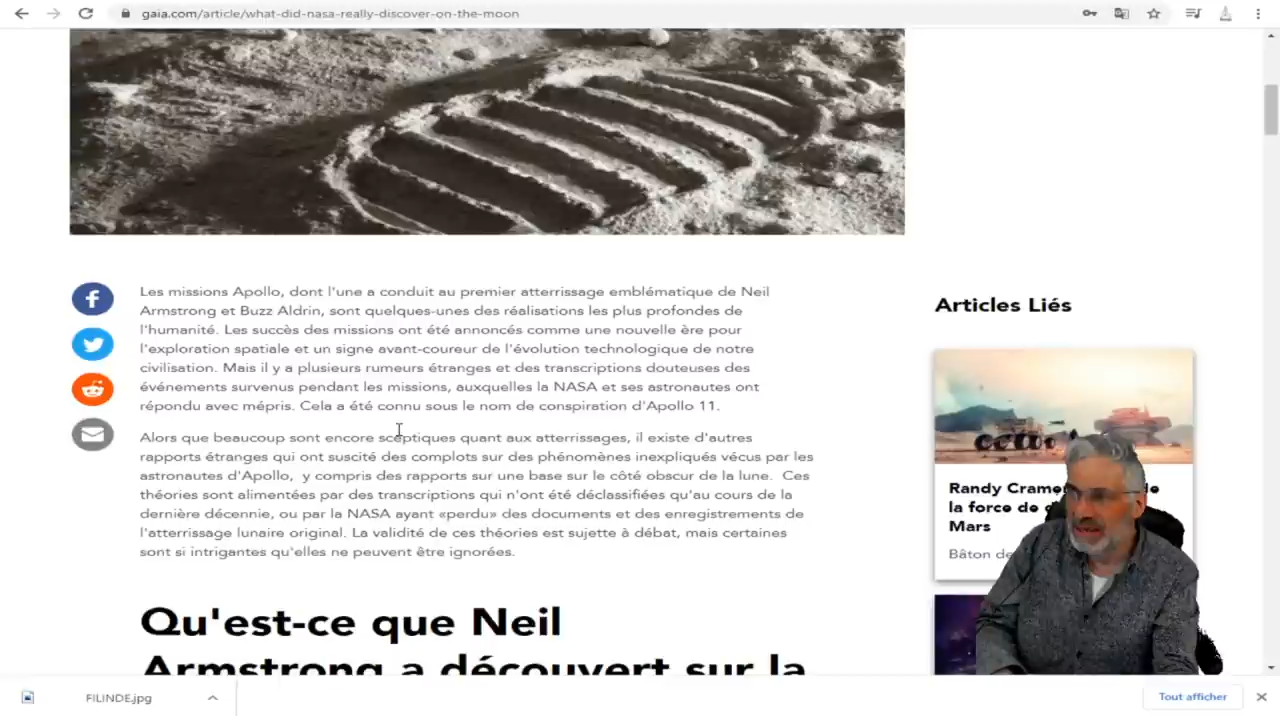 gaia.com/article/what-did-nasa-really-discover-on-the-moon
Les missions Apollo, dont l'une a conduit au premier atterrissage emblématique de Neil
Armstrong et Buzz Aldrin, sont quelques-unes des réalisations les plus profondes de
l'humanité. Les succès des missions ont été annoncés comme une nouvelle ère pour
l'exploration spatiale et un signe avant-coureur de l'évolution technologique de notre
civilisation. Mais il y a plusieurs rumeurs étranges et des transcriptions douteuses des
événements survenus pendant les missions, auxquelles la NASA et ses astronautes ont
répondu avec mépris. Cela a été connu sous le nom de conspiration d'Apollo 11.
Alors que beaucoup sont encore sceptiques quant aux atterrissages, il existe d'autres
rapports étranges qui ont suscité des complots sur des phénomènes inexpliqués vécus par les
astronautes d'Apollo, y compris des rapports sur une base sur le côté obscur de la lune. Ces
théories sont alimentées par des transcriptions qui n'ont été déclassifiées qu'au cours de la
dernière décennie, ou par la NASA ayant «perdu» des documents et des enregistrements de
l'atterrissage lunaire original. La validité de ces théories est sujette à débat, mais certaines
sont si intrigantes qu'elles ne peuvent être ignorées.
Qu'est-ce que Neil
Armstrong a découvert sur la
Articles Liés
Randy
la force de
Mars
Bâton
FILINDE.jpg
Tout afficher